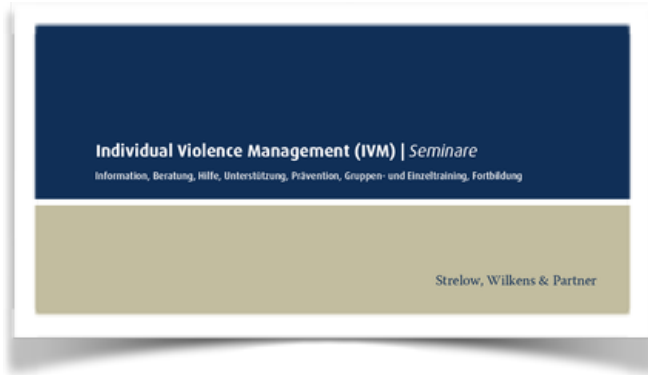 Individual Violence Management (IVM) | Seminare
Information, Beratung, Hilfe, Unterstützung, Prävention, Gruppen- und Einzeltraining, Fortbildung
Strelow, Wilkens & Partner